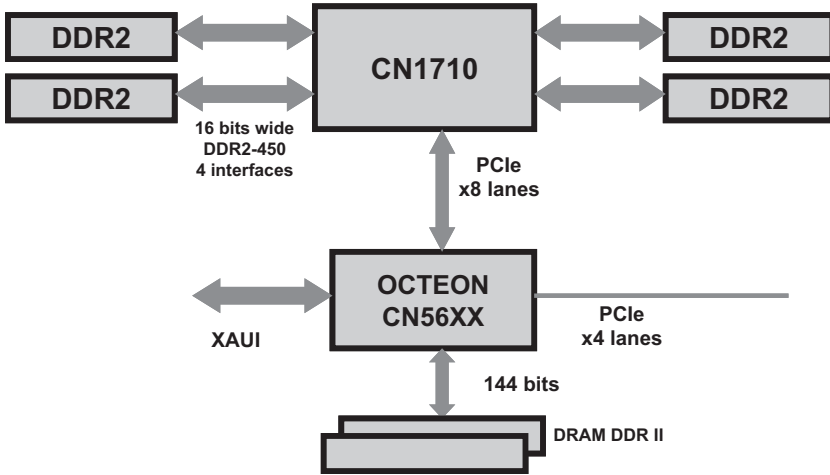 DDR2
CN1710
DDR2
DDR2
DDR2
16 bits wide
DDR2-450
4 interfaces
PCIe
x8 lanes
OCTEON
CN56XX
XAUI
PCIe
x4 lanes
144 bits
DRAM DDR II